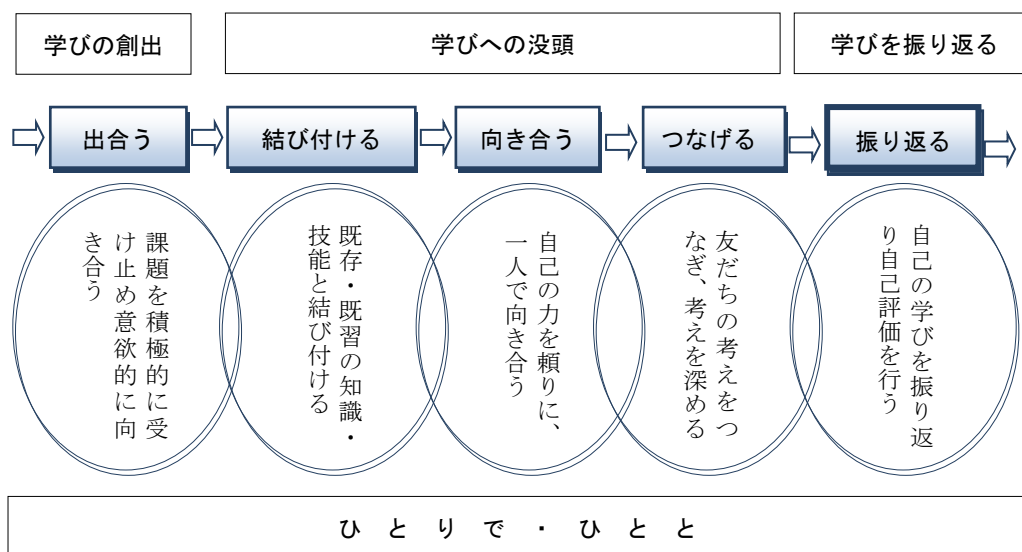 学びの創出
学びへの没頭
学びを振り返る
出合う
結び付ける
向き合う
つなげる
振り返る
課題を積極的に受
け止め意欲的に向
き合う
既存・既習の知識・
技能と結び付ける
自己の力を頼りに、
一人で向き合う
友だちの考えをつ
なぎ、考えを深める
自己の学びを振り返
り自己評価を行う
ひとりで・ひとと